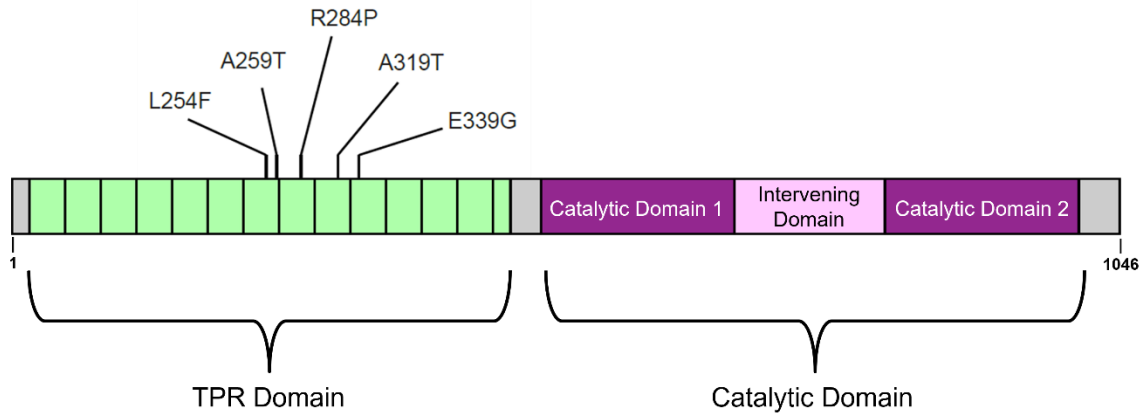 R284P
A259T
A319T
L254F
E339G
Catalytic Domain 1
Intervening
Domain
Catalytic Domain 2
1
1046
TPR Domain
Catalytic Domain